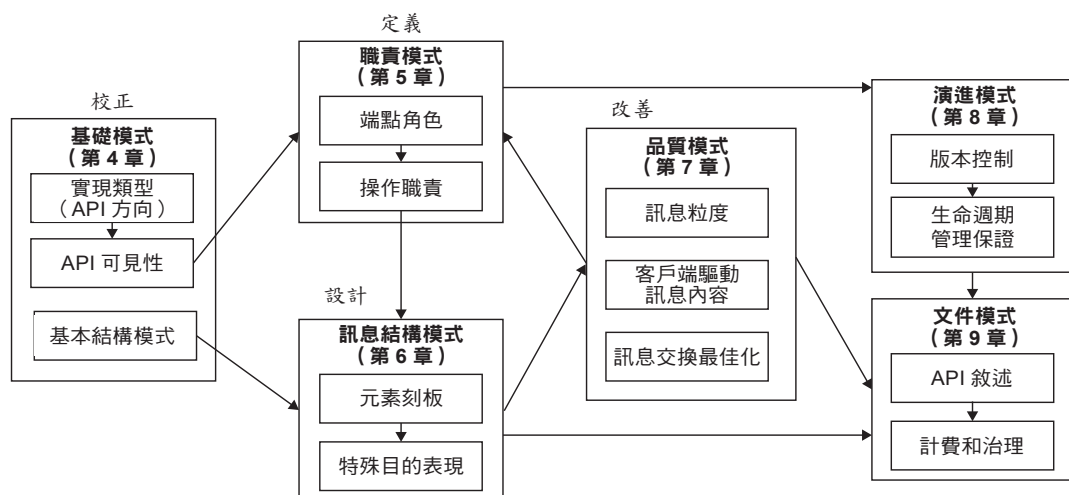 校正
基礎模式
（第 4 章）
實現類型
（API 方向）
API 可見性
基本結構模式
定義
職責模式
（第 5 章）
端點角色
操作職責
設計
訊息結構模式
（第 6 章）
元素刻板
特殊目的表現
改善
品質模式
（第 7 章）
訊息粒度
客戶端驅動
訊息內容
訊息交換最佳化
演進模式
（第 8 章）
版本控制
生命週期
管理保證
文件模式
（第 9 章）
API 敘述
計費和治理